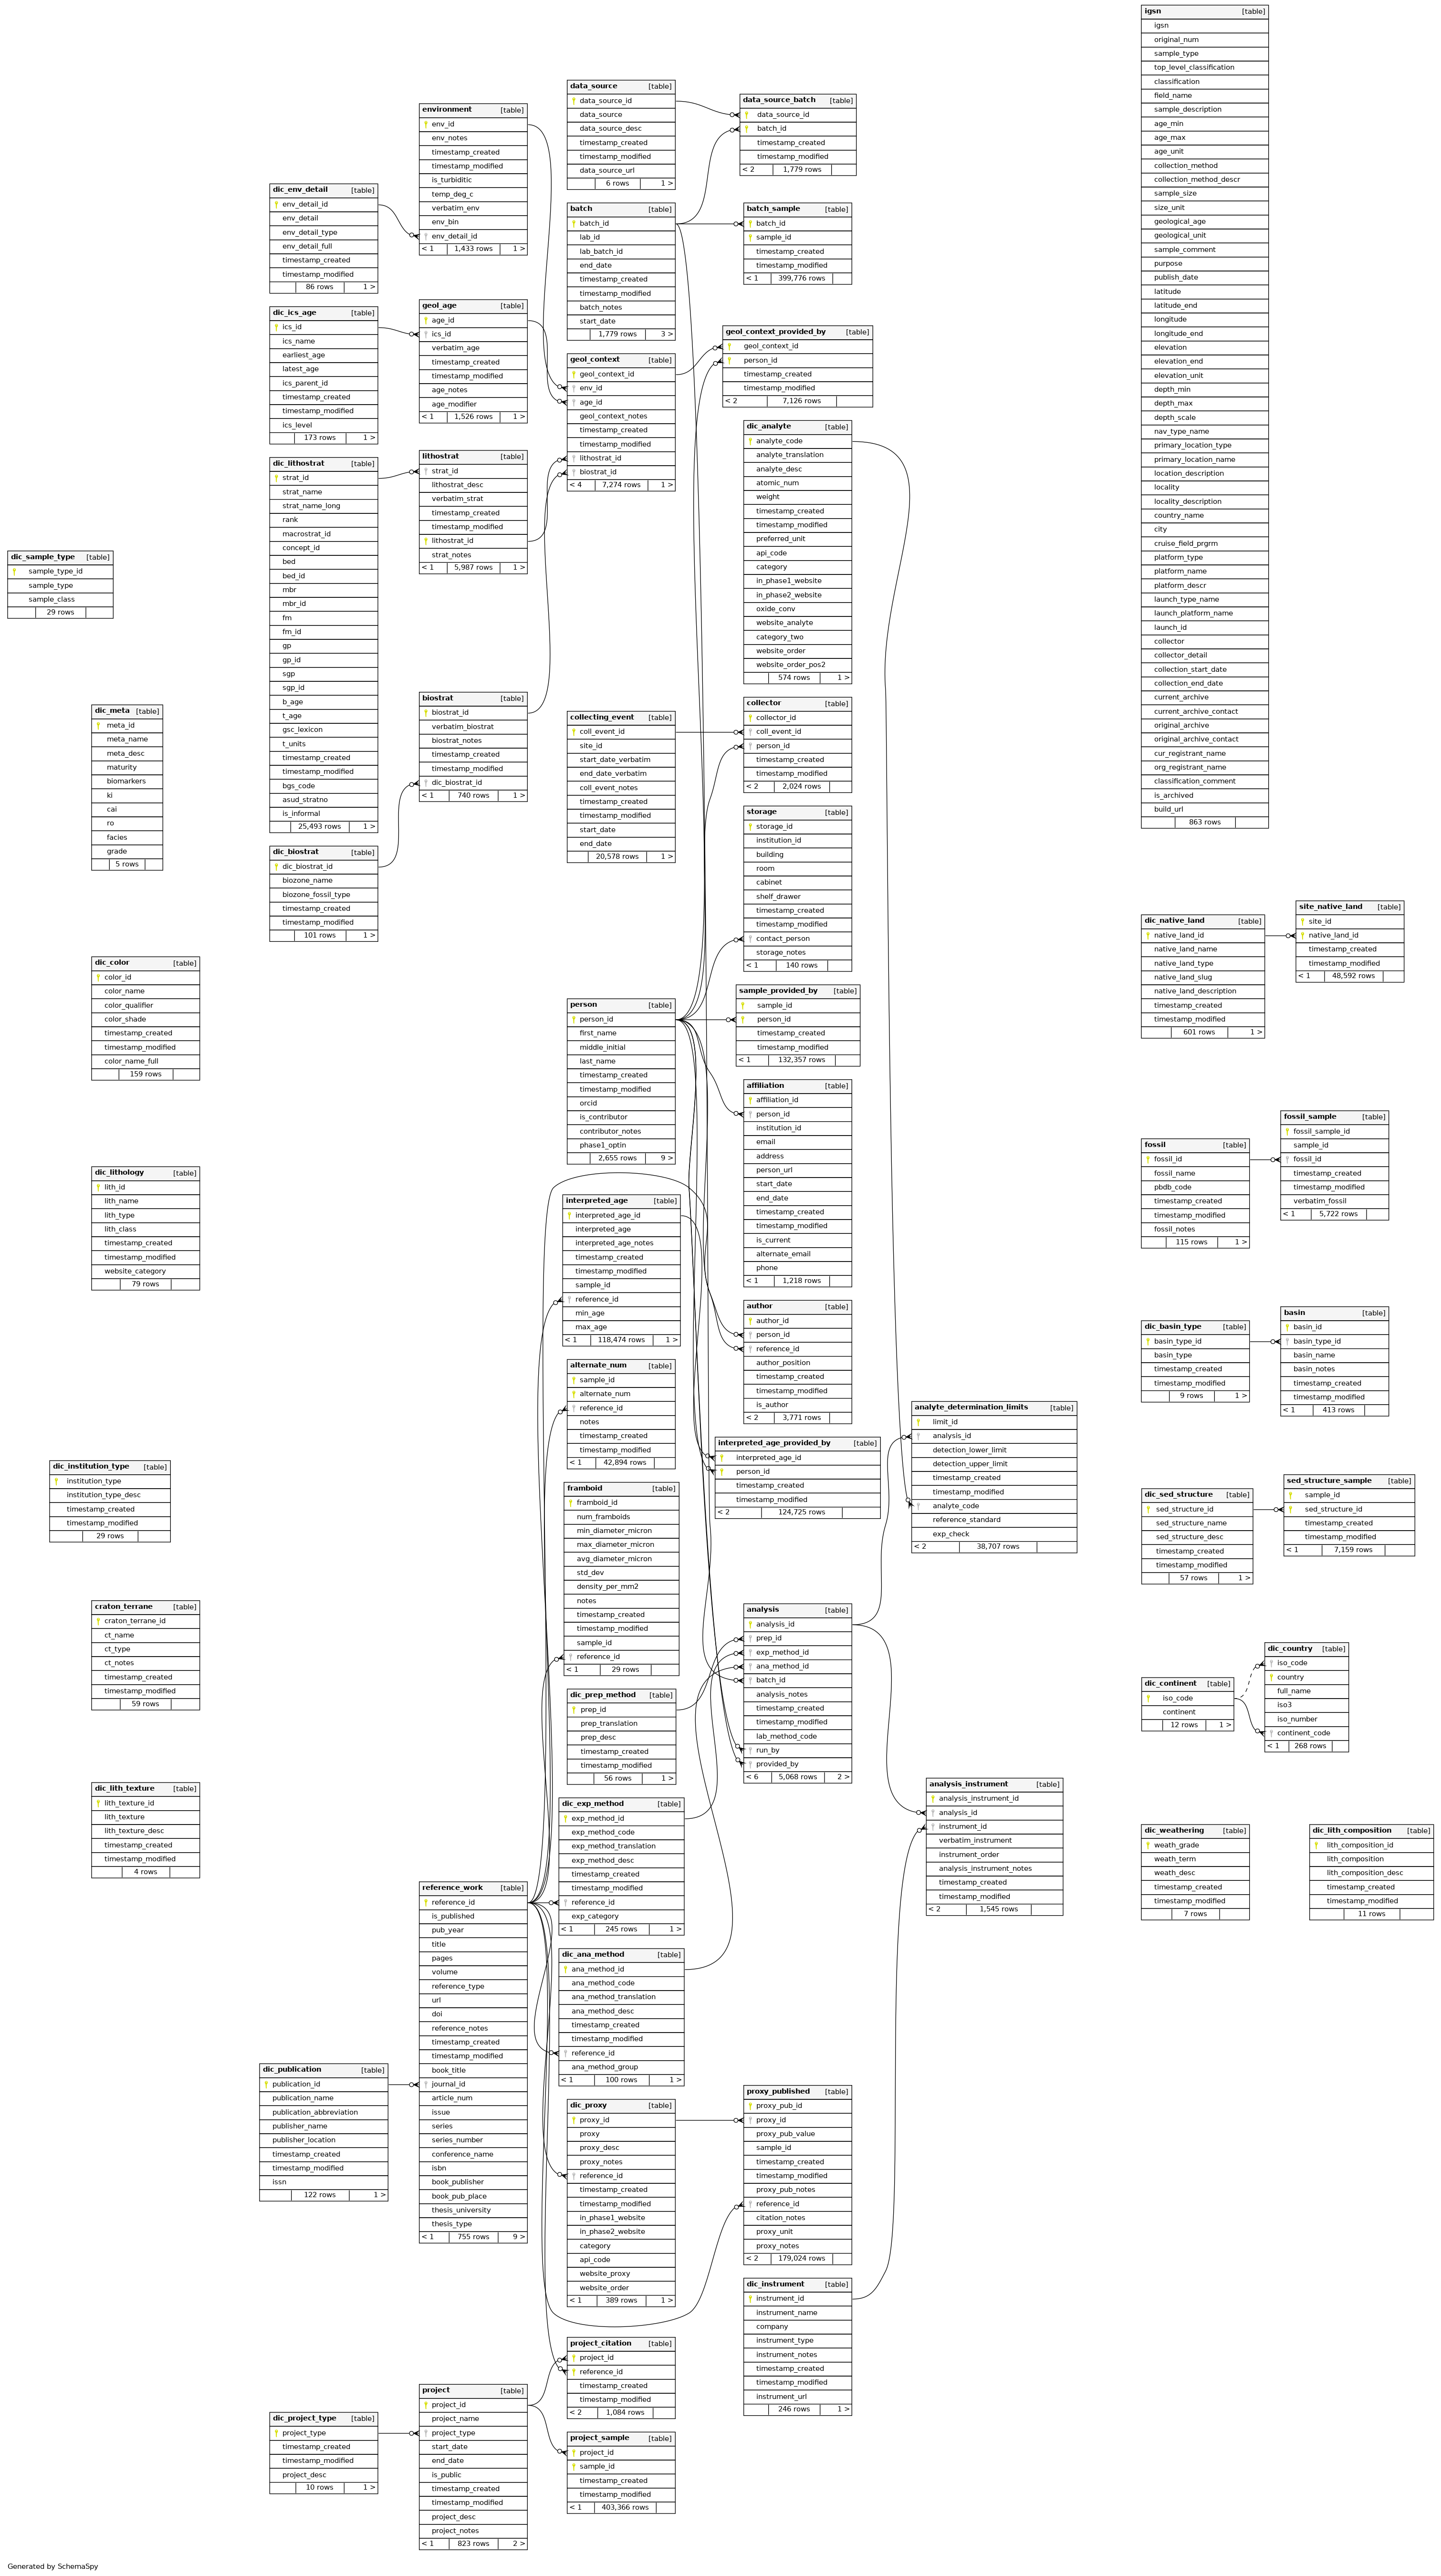 igsn [table]
igsn
original_num
sample_type
top_level_classification
classification
field_name
sample_description
age_min
age_max
age_unit
collection_method
collection_method_descr
sample_size
size_unit
geological_age
geological_unit
sample_comment
purpose
publish_date
latitude
latitude_end
longitude
longitude_end
elevation
elevation_end
elevation_unit
depth_min
depth_max
depth_scale
nav_type_name
primary_location_type
primary_location_name
location_description
locality
locality_description
country_name
city
cruise_field_prgrm
platform_type
platform_name
platform_descr
launch_type_name
launch_platform_name
launch_id
collector
collector_detail
collection_start_date
collection_end_date
current_archive
current_archive_contact
original_archive
original_archive_contact
cur_registrant_name
org_registrant_name
classification_comment
is_archived
build_url
863 rows
data_source [table]
data_source_id
data_source
data_source_desc
timestamp_created
timestamp_modified
data_source_url
6 rows 1 >
data_source_batch [table]
data_source_id
batch_id
timestamp_created
timestamp_modified
< 2 1,779 rows
environment [table]
env_id
env_notes
timestamp_created
timestamp_modified
is_turbiditic
temp_deg_c
verbatim_env
env_bin
env_detail_id
< 1 1,433 rows 1 >
dic_env_detail [table]
env_detail_id
env_detail
env_detail_type
env_detail_full
timestamp_created
timestamp_modified
86 rows 1 >
batch [table]
batch_id
lab_id
lab_batch_id
end_date
timestamp_created
timestamp_modified
batch_notes
start_date
1,779 rows 3 >
batch_sample [table]
batch_id
sample_id
timestamp_created
timestamp_modified
< 1 399,776 rows
dic_ics_age [table]
ics_id
ics_name
earliest_age
latest_age
ics_parent_id
timestamp_created
timestamp_modified
ics_level
173 rows 1 >
geol_age [table]
age_id
ics_id
verbatim_age
timestamp_created
timestamp_modified
age_notes
age_modifier
< 1 1,526 rows 1 >
geol_context [table]
geol_context_id
env_id
age_id
geol_context_notes
timestamp_created
timestamp_modified
lithostrat_id
biostrat_id
< 4 7,274 rows 1 >
geol_context_provided_by [table]
geol_context_id
person_id
timestamp_created
timestamp_modified
< 2 7,126 rows
dic_analyte [table]
analyte_code
analyte_translation
analyte_desc
atomic_num
weight
timestamp_created
timestamp_modified
preferred_unit
api_code
category
in_phase1_website
in_phase2_website
oxide_conv
website_analyte
category_two
website_order
website_order_pos2
574 rows 1 >
dic_lithostrat [table]
strat_id
strat_name
strat_name_long
rank
macrostrat_id
concept_id
bed
bed_id
mbr
mbr_id
fm
fm_id
gp
gp_id
sgp
sgp_id
b_age
t_age
gsc_lexicon
t_units
timestamp_created
timestamp_modified
bgs_code
asud_stratno
is_informal
25,493 rows 1 >
lithostrat [table]
strat_id
lithostrat_desc
verbatim_strat
timestamp_created
timestamp_modified
lithostrat_id
strat_notes
< 1 5,987 rows 1 >
dic_sample_type [table]
sample_type_id
sample_type
sample_class
29 rows
dic_meta [table]
meta_id
meta_name
meta_desc
maturity
biomarkers
ki
cai
ro
facies
grade
5 rows
biostrat [table]
biostrat_id
verbatim_biostrat
biostrat_notes
timestamp_created
timestamp_modified
dic_biostrat_id
< 1 740 rows 1 >
collecting_event [table]
coll_event_id
site_id
start_date_verbatim
end_date_verbatim
coll_event_notes
timestamp_created
timestamp_modified
start_date
end_date
20,578 rows 1 >
collector [table]
collector_id
coll_event_id
person_id
timestamp_created
timestamp_modified
< 2 2,024 rows
storage [table]
storage_id
institution_id
building
room
cabinet
shelf_drawer
timestamp_created
timestamp_modified
contact_person
storage_notes
< 1 140 rows
dic_biostrat [table]
dic_biostrat_id
biozone_name
biozone_fossil_type
timestamp_created
timestamp_modified
101 rows 1 >
dic_native_land [table]
native_land_id
native_land_name
native_land_type
native_land_slug
native_land_description
timestamp_created
timestamp_modified
601 rows 1 >
site_native_land [table]
site_id
native_land_id
timestamp_created
timestamp_modified
< 1 48,592 rows
dic_color [table]
color_id
color_name
color_qualifier
color_shade
timestamp_created
timestamp_modified
color_name_full
159 rows
person [table]
person_id
first_name
middle_initial
last_name
timestamp_created
timestamp_modified
orcid
is_contributor
contributor_notes
phase1_optin
2,655 rows 9 >
sample_provided_by [table]
sample_id
person_id
timestamp_created
timestamp_modified
< 1 132,357 rows
affiliation [table]
affiliation_id
person_id
institution_id
email
address
person_url
start_date
end_date
timestamp_created
timestamp_modified
is_current
alternate_email
phone
< 1 1,218 rows
fossil [table]
fossil_id
fossil_name
pbdb_code
timestamp_created
timestamp_modified
fossil_notes
115 rows 1 >
fossil_sample [table]
fossil_sample_id
sample_id
fossil_id
timestamp_created
timestamp_modified
verbatim_fossil
< 1 5,722 rows
dic_lithology [table]
lith_id
lith_name
lith_type
lith_class
timestamp_created
timestamp_modified
website_category
79 rows
interpreted_age [table]
interpreted_age_id
interpreted_age
interpreted_age_notes
timestamp_created
timestamp_modified
sample_id
reference_id
min_age
max_age
< 1 118,474 rows 1 >
author [table]
author_id
person_id
reference_id
author_position
timestamp_created
timestamp_modified
is_author
< 2 3,771 rows
dic_basin_type [table]
basin_type_id
basin_type
timestamp_created
timestamp_modified
9 rows 1 >
basin [table]
basin_id
basin_type_id
basin_name
basin_notes
timestamp_created
timestamp_modified
< 1 413 rows
alternate_num [table]
sample_id
alternate_num
reference_id
notes
timestamp_created
timestamp_modified
< 1 42,894 rows
interpreted_age_provided_by [table]
interpreted_age_id
person_id
timestamp_created
timestamp_modified
< 2 124,725 rows
analyte_determination_limits [table]
limit_id
analysis_id
detection_lower_limit
detection_upper_limit
timestamp_created
timestamp_modified
analyte_code
reference_standard
exp_check
< 2 38,707 rows
dic_institution_type [table]
institution_type
institution_type_desc
timestamp_created
timestamp_modified
29 rows
framboid [table]
framboid_id
num_framboids
min_diameter_micron
max_diameter_micron
avg_diameter_micron
std_dev
density_per_mm2
notes
timestamp_created
timestamp_modified
sample_id
reference_id
< 1 29 rows
dic_sed_structure [table]
sed_structure_id
sed_structure_name
sed_structure_desc
timestamp_created
timestamp_modified
57 rows 1 >
sed_structure_sample [table]
sample_id
sed_structure_id
timestamp_created
timestamp_modified
< 1 7,159 rows
craton_terrane [table]
craton_terrane_id
ct_name
ct_type
ct_notes
timestamp_created
timestamp_modified
59 rows
analysis [table]
analysis_id
prep_id
exp_method_id
ana_method_id
batch_id
analysis_notes
timestamp_created
timestamp_modified
lab_method_code
run_by
provided_by
< 6 5,068 rows 2 >
dic_continent [table]
iso_code
continent
12 rows 1 >
dic_country [table]
iso_code
country
full_name
iso3
iso_number
continent_code
< 1 268 rows
dic_prep_method [table]
prep_id
prep_translation
prep_desc
timestamp_created
timestamp_modified
56 rows 1 >
dic_lith_texture [table]
lith_texture_id
lith_texture
lith_texture_desc
timestamp_created
timestamp_modified
4 rows
dic_exp_method [table]
exp_method_id
exp_method_code
exp_method_translation
exp_method_desc
timestamp_created
timestamp_modified
reference_id
exp_category
< 1 245 rows 1 >
analysis_instrument [table]
analysis_instrument_id
analysis_id
instrument_id
verbatim_instrument
instrument_order
analysis_instrument_notes
timestamp_created
timestamp_modified
< 2 1,545 rows
dic_weathering [table]
weath_grade
weath_term
weath_desc
timestamp_created
timestamp_modified
7 rows
dic_lith_composition [table]
lith_composition_id
lith_composition
lith_composition_desc
timestamp_created
timestamp_modified
11 rows
reference_work [table]
reference_id
is_published
pub_year
title
pages
volume
reference_type
url
doi
reference_notes
timestamp_created
timestamp_modified
book_title
journal_id
article_num
issue
series
series_number
conference_name
isbn
book_publisher
book_pub_place
thesis_university
thesis_type
< 1 755 rows 9 >
dic_ana_method [table]
ana_method_id
ana_method_code
ana_method_translation
ana_method_desc
timestamp_created
timestamp_modified
reference_id
ana_method_group
< 1 100 rows 1 >
dic_publication [table]
publication_id
publication_name
publication_abbreviation
publisher_name
publisher_location
timestamp_created
timestamp_modified
issn
122 rows 1 >
dic_proxy [table]
proxy_id
proxy
proxy_desc
proxy_notes
reference_id
timestamp_created
timestamp_modified
in_phase1_website
in_phase2_website
category
api_code
website_proxy
website_order
< 1 389 rows 1 >
proxy_published [table]
proxy_pub_id
proxy_id
proxy_pub_value
sample_id
timestamp_created
timestamp_modified
proxy_pub_notes
reference_id
citation_notes
proxy_unit
proxy_notes
< 2 179,024 rows
dic_instrument [table]
instrument_id
instrument_name
company
instrument_type
instrument_notes
timestamp_created
timestamp_modified
instrument_url
246 rows 1 >
project_citation [table]
project_id
reference_id
timestamp_created
timestamp_modified
< 2 1,084 rows
project [table]
project_id
project_name
project_type
start_date
end_date
is_public
timestamp_created
timestamp_modified
project_desc
project_notes
< 1 823 rows 2 >
dic_project_type [table]
project_type
timestamp_created
timestamp_modified
project_desc
10 rows 1 >
project_sample [table]
project_id
sample_id
timestamp_created
timestamp_modified
< 1 403,366 rows
Generated by SchemaSpy